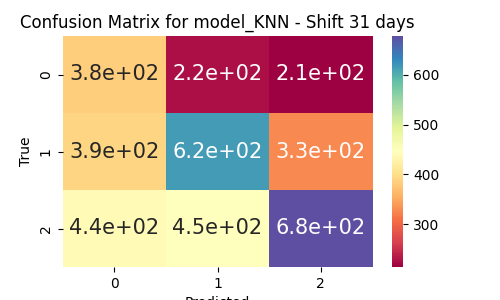 Confusion Matrix for model_KNN - Shift 31 days
0 3.8e+02 2.2e+02 2.1e+02 600
500
True 1 3.9e+02 6.2e+02 3.3e+02
400
2 4.4e+02 4.5e+02 6.8e+02 300
0 1 2
Predicted